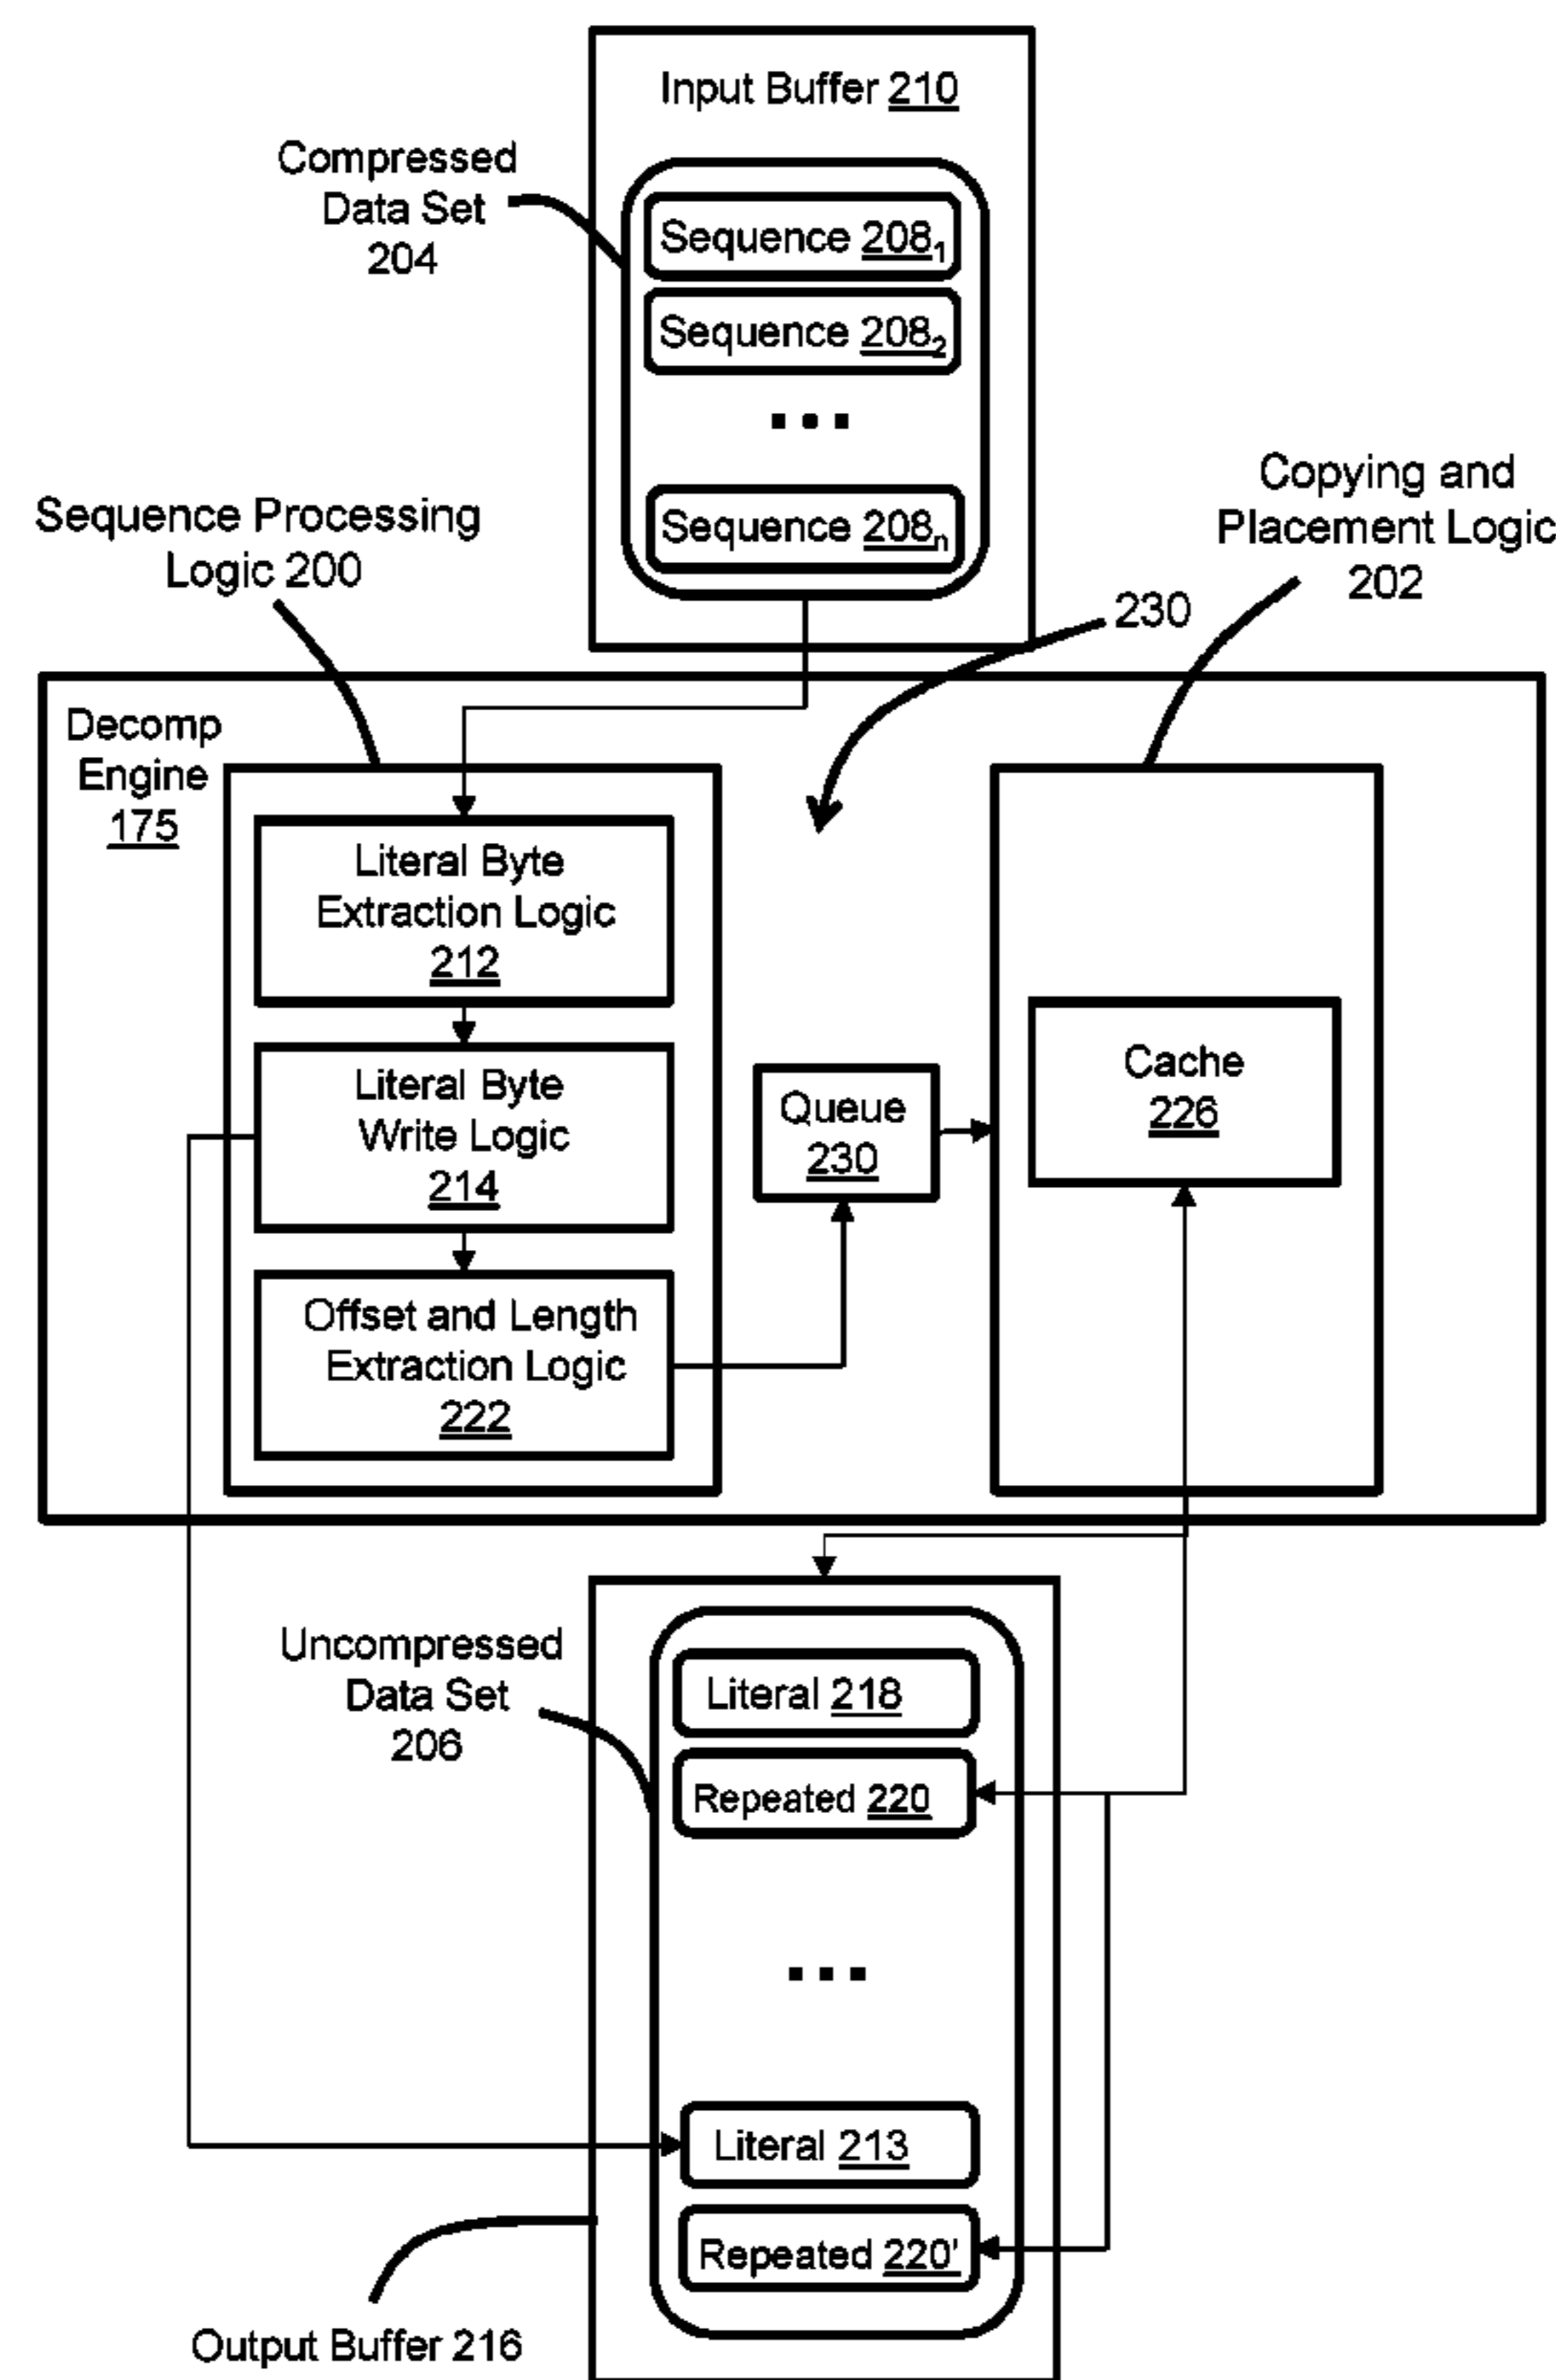 Input Buffer 210
Compressed
Data Set
204
Sequence 208₁
Sequence 208₂
...
Sequence 208ₙ
Sequence Processing
Logic 200
Copying and
Placement Logic
202
230
Decomp
Engine
175
Literal Byte
Extraction Logic
212
Literal Byte
Write Logic
214
Offset and Length
Extraction Logic
222
Queue
230
Cache
226
Uncompressed
Data Set
206
Literal 218
Repeated 220
...
Literal 213
Repeated 220'
Output Buffer 216